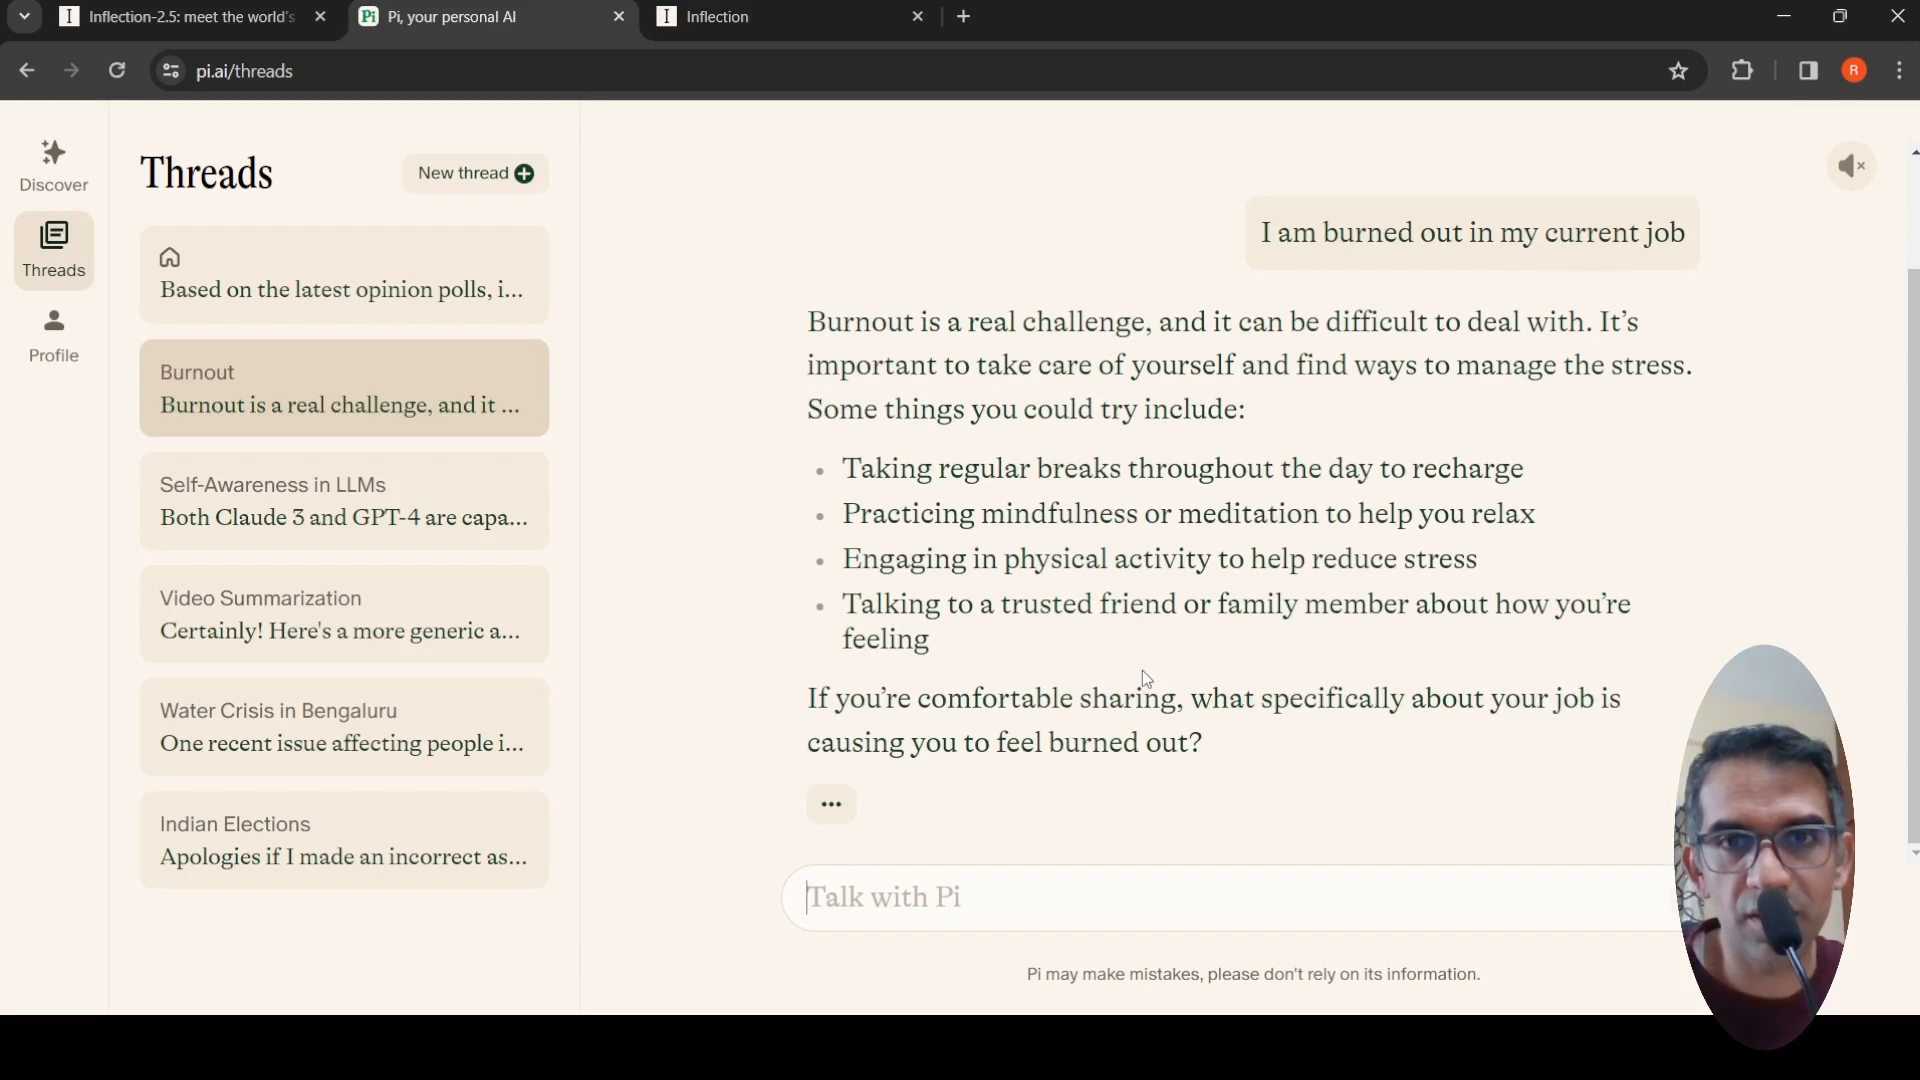 Inflection-2.5: meet the world's
Pi Pi, your personal AI
Inflection
pi.ai/threads
R
Discover
Threads
Profile
Threads
New thread
Based on the latest opinion polls, i...
Burnout
Burnout is a real challenge, and it ...
Self-Awareness in LLMs
Both Claude 3 and GPT-4 are capa...
Video Summarization
Certainly! Here's a more generic a...
Water Crisis in Bengaluru
One recent issue affecting people i...
Indian Elections
Apologies if I made an incorrect as...
I am burned out in my current job
Burnout is a real challenge, and it can be difficult to deal with. It’s
important to take care of yourself and find ways to manage the stress.
Some things you could try include:
• Taking regular breaks throughout the day to recharge
• Practicing mindfulness or meditation to help you relax
• Engaging in physical activity to help reduce stress
• Talking to a trusted friend or family member about how you’re
feeling
If you’re comfortable sharing, what specifically about your job is
causing you to feel burned out?
Talk with Pi
Pi may make mistakes, please don't rely on its information.